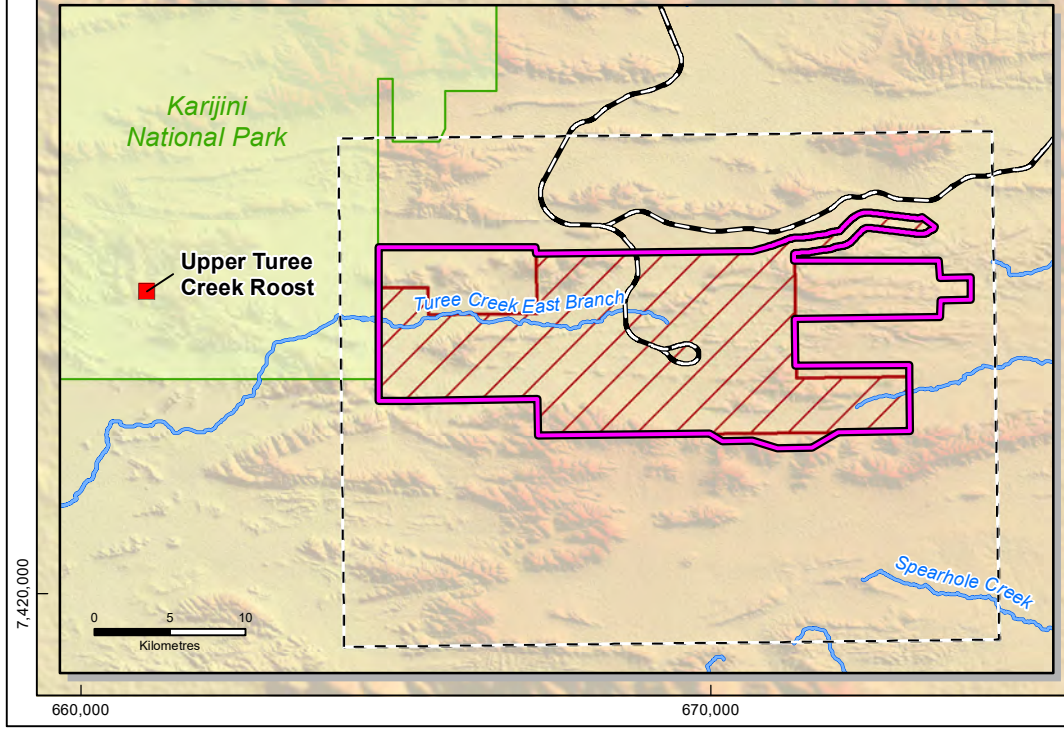 Karijini
National Park
Upper Turee
Creek Roost
Turee Creek East Branch
Spearhole Creek
7,420,000
0 5 10
Kilometres
660,000 670,000